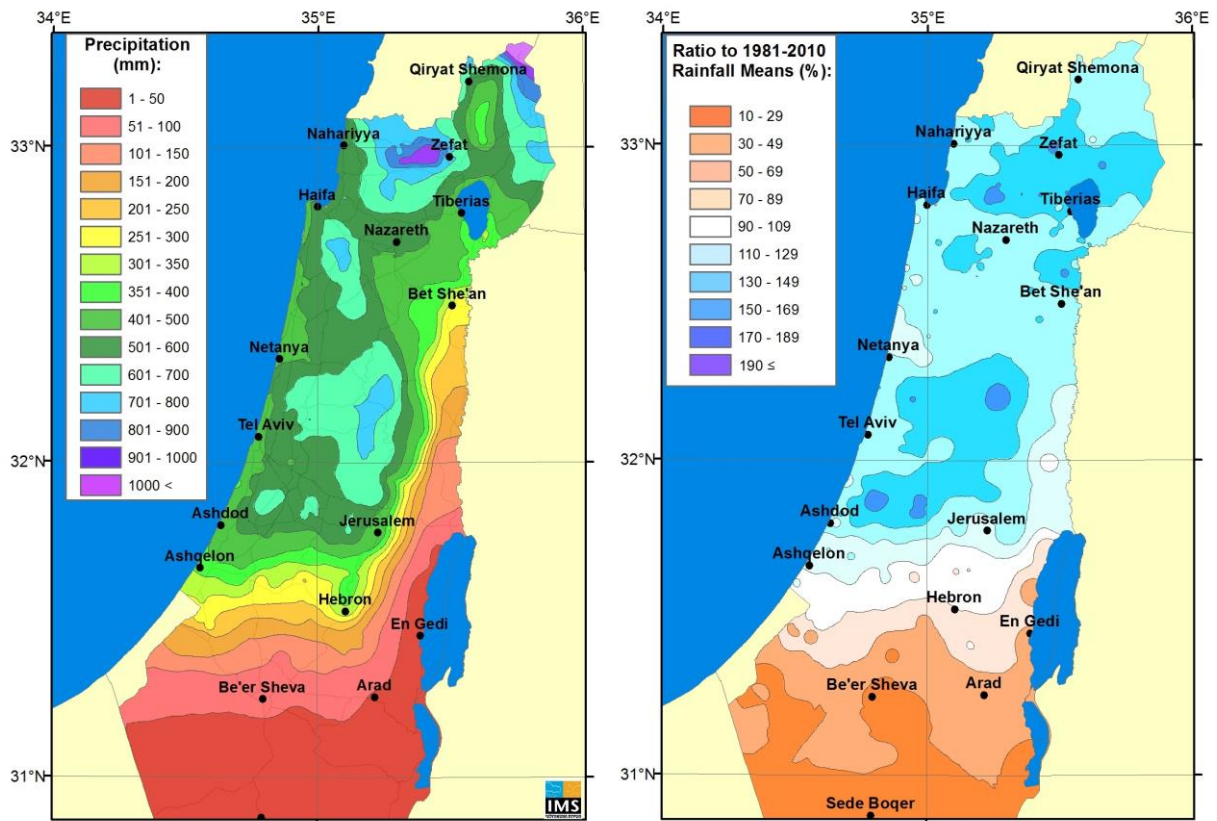 34°E
35°E
36°E
Precipitation
(mm):
1 - 50
51 - 100
101 - 150
151 - 200
201 - 250
251 - 300
301 - 350
351 - 400
401 - 500
501 - 600
601 - 700
701 - 800
801 - 900
901 - 1000
1000 <
33°N
32°N
31°N
Qiryat Shemona
Nahariyya
Zefat
Haifa
Tiberias
Nazareth
Bet She'an
Netanya
Tel Aviv
Ashdod
Jerusalem
Ashqelon
Hebron
En Gedi
Be'er Sheva
Arad
IMS
34°E
35°E
36°E
Ratio to 1981-2010
Rainfall Means (%):
10 - 29
30 - 49
50 - 69
70 - 89
90 - 109
110 - 129
130 - 149
150 - 169
170 - 189
190 ≤
33°N
32°N
31°N
Qiryat Shemona
Nahariyya
Zefat
Haifa
Tiberias
Nazareth
Bet She'an
Netanya
Tel Aviv
Ashdod
Jerusalem
Ashqelon
Hebron
En Gedi
Be'er Sheva
Arad
Sede Boqer